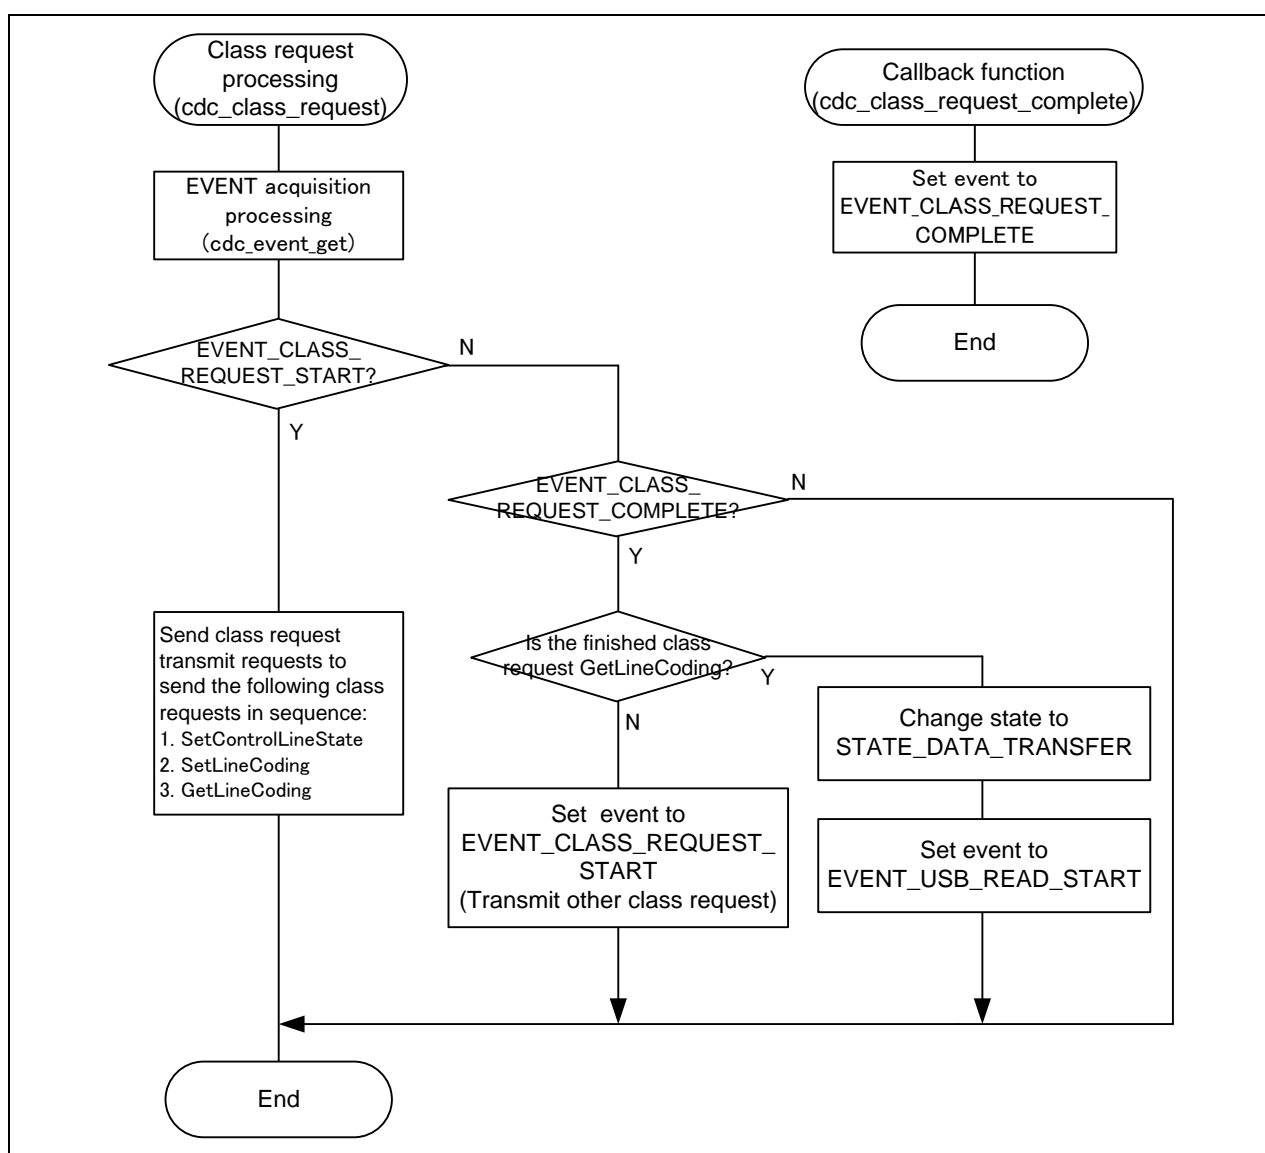 Class request
processing
(cdc_class_request)
EVENT acquisition
processing
(cdc_event_get)
EVENT_CLASS_
REQUEST_START?
N
Y
EVENT_CLASS_
REQUEST_COMPLETE?
N
Y
Send class request
transmit requests to
send the following class
requests in sequence:
1. SetControlLineState
2. SetLineCoding
3. GetLineCoding
Is the finished class
request GetLineCoding?
Y
N
Change state to
STATE_DATA_TRANSFER
Set event to
EVENT_CLASS_REQUEST_
START
(Transmit other class request)
Set event to
EVENT_USB_READ_START
End
Callback function
(cdc_class_request_complete)
Set event to
EVENT_CLASS_REQUEST_
COMPLETE
End